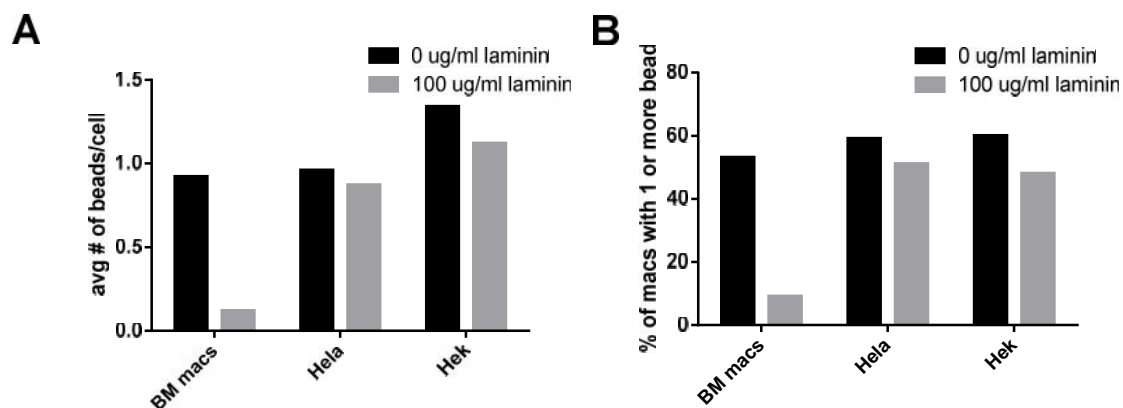 A
0 ug/ml laminin
100 ug/ml laminin
avg # of beads/cell
1.5
1.0
0.5
0.0
BM macs
Hela
Hek
B
0 ug/ml laminin
100 ug/ml laminin
% of macs with 1 or more bead
80
60
40
20
0
BM macs
Hela
Hek